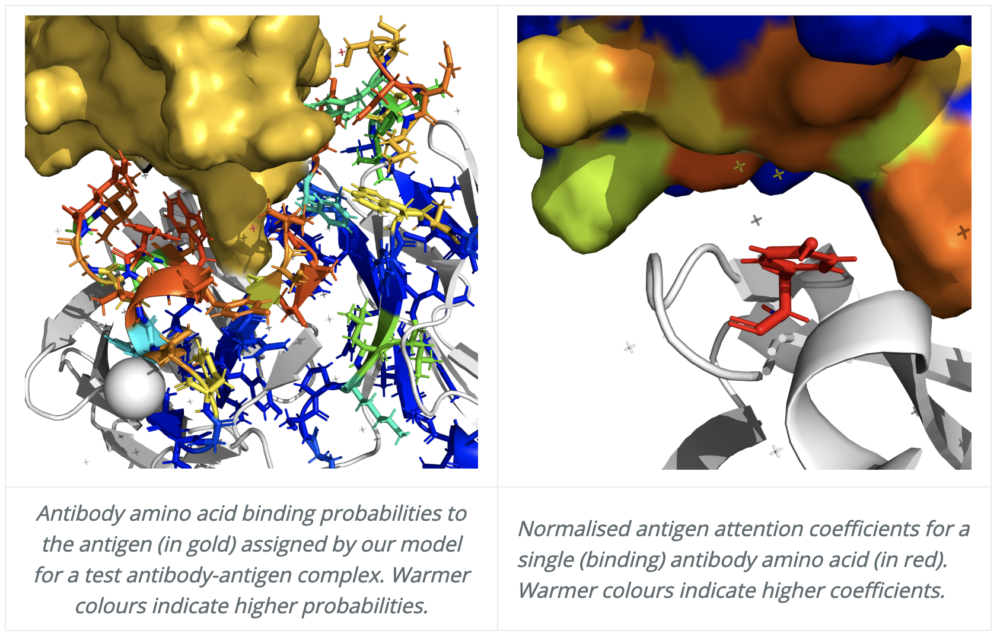 Antibody amino acid binding probabilities to
the antigen (in gold) assigned by our model
for a test antibody-antigen complex. Warmer
colours indicate higher probabilities.
Normalised antigen attention coefficients for a
single (binding) antibody amino acid (in red).
Warmer colours indicate higher coefficients.